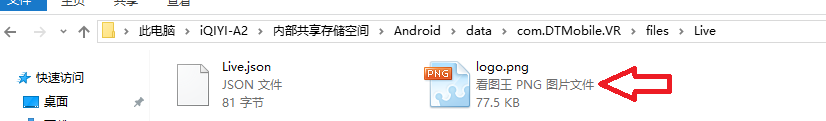 文件
主页
共享
查看
此电脑 > iQIYI-A2 > 内部共享存储空间 > Android > data > com.DTMobile.VR > files > Live
快速访问
桌面
Live.json
JSON 文件
81 字节
PNG
logo.png
看图王 PNG 图片文件
77.5 KB